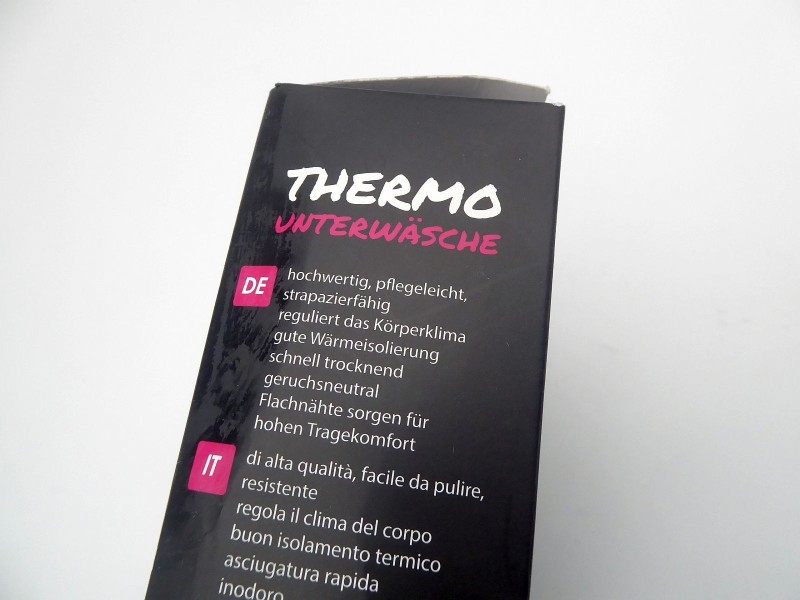 THERMO
UNTERWÄSCHE
DE
hochwertig, pflegeleicht,
strapazierfähig
reguliert das Körperklima
gute Wärmeisolierung
schnell trocknend
geruchsneutral
Flachnähte sorgen für
hohen Tragekomfort
IT
di alta qualità, facile da pulire,
resistente
regola il clima del corpo
buon isolamento termico
asciugatura rapida
inodoro